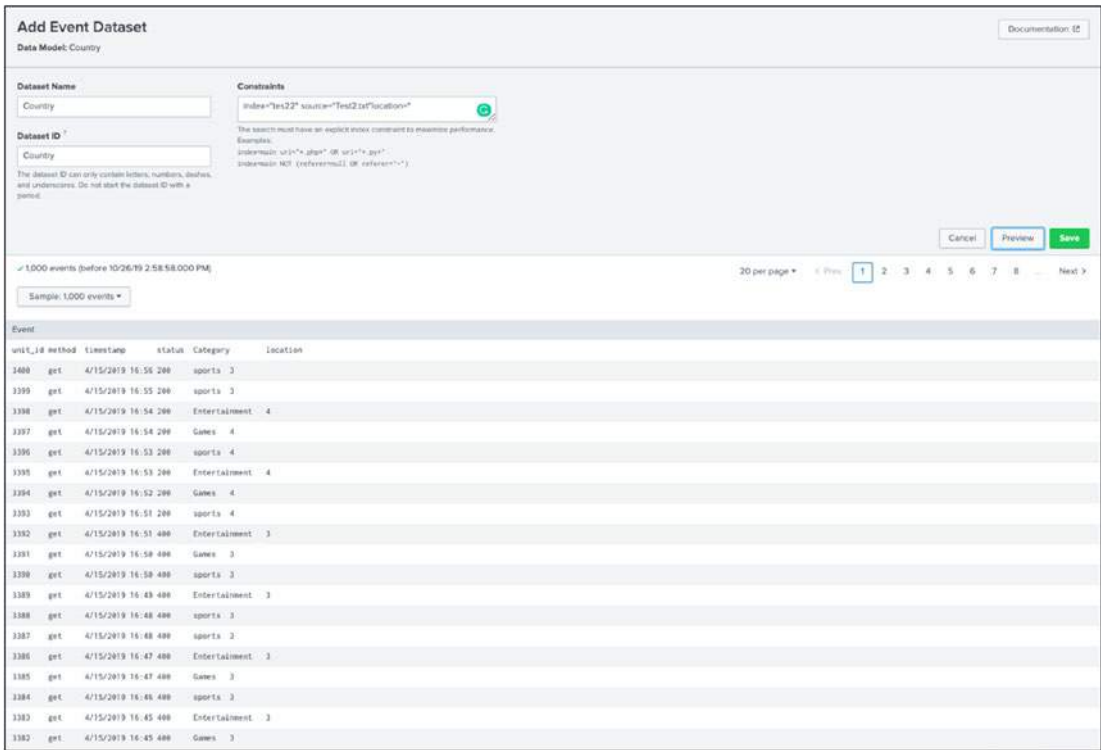 Add Event Dataset
Documentation
Data Model: Country
Dataset Name
Country
Dataset ID ?
Country
The dataset ID can only contain letters, numbers, dashes,
and underscores. Do not start the dataset ID with a
period.
Constraints
index="tes22" source="Test2.txt"location=*
The search must have an explicit index constraint to maximize performance.
Examples:
index=main uri="*.php*" OR uri="*.py*"
index=main NOT (referer=null OR referer="-")
Cancel Preview Save
✓ 1,000 events (before 10/26/19 2:58:58.000 PM)
20 per page ▾ < Prev 1 2 3 4 5 6 7 8 ... Next >
Sample: 1,000 events ▾
Event
unit_id method timestamp status Category location
3400 get 4/15/2019 16:56 200 sports 3
3399 get 4/15/2019 16:55 200 sports 3
3398 get 4/15/2019 16:54 200 Entertainment 4
3397 get 4/15/2019 16:54 200 Games 4
3396 get 4/15/2019 16:53 200 sports 4
3395 get 4/15/2019 16:53 200 Entertainment 4
3394 get 4/15/2019 16:52 200 Games 4
3393 get 4/15/2019 16:51 200 sports 4
3392 get 4/15/2019 16:51 400 Entertainment 3
3391 get 4/15/2019 16:50 400 Games 3
3390 get 4/15/2019 16:50 400 sports 3
3389 get 4/15/2019 16:49 400 Entertainment 3
3388 get 4/15/2019 16:48 400 sports 3
3387 get 4/15/2019 16:48 400 sports 3
3386 get 4/15/2019 16:47 400 Entertainment 3
3385 get 4/15/2019 16:47 400 Games 3
3384 get 4/15/2019 16:46 400 sports 3
3383 get 4/15/2019 16:45 400 Entertainment 3
3382 get 4/15/2019 16:45 400 Games 3